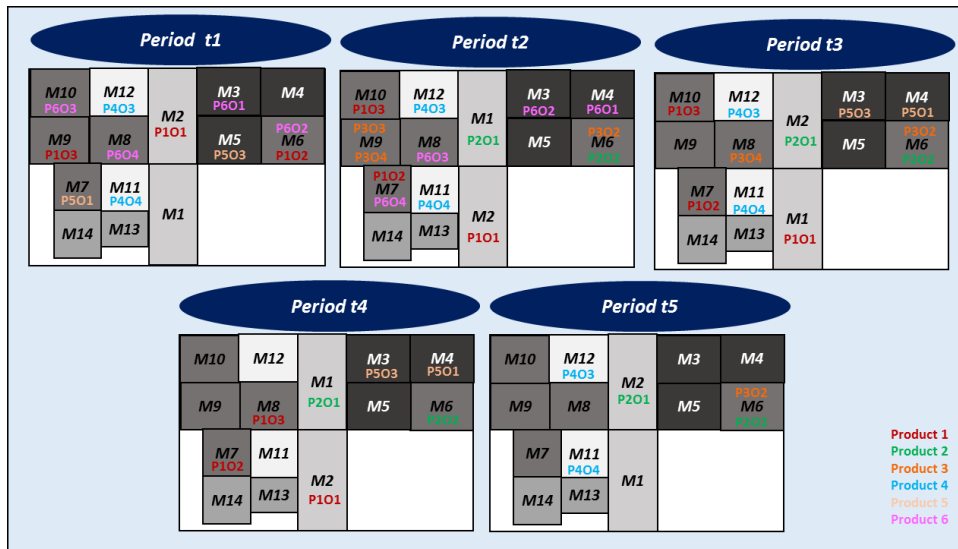 Period t1
M10 M12 M3 M4
P6O3 P4O3 M2 P6O1
P1O1 P6O2
M9 M8 M5 M6
P1O3 P6O4 P5O3 P1O2
M7 M11
P5O1 P4O4 M1
M14 M13
Period t2
M10 M12 M3 M4
P1O3 P4O3 M1 P6O2 P6O1
P3O3 P2O1 P3O2
M9 M8 M5 M6
P3O4 P6O3 P2O2
P1O2
M7 M11
P6O4 P4O4 M2
M14 M13 P1O1
Period t3
M10 M12 M3 M4
P1O3 P4O3 M2 P5O3 P5O1
P2O1 P3O2
M9 M8 M5 M6
P3O4 P2O2
M7 M11
P1O2 P4O4 M1
M14 M13 P1O1
Period t4
M10 M12 M3 M4
M1 P5O3 P5O1
P2O1
M9 M8 M5 M6
P1O3 P2O2
M7 M11
P1O2 M2
M14 M13 P1O1
Period t5
M10 M12 M3 M4
P4O3 M2
P2O1 P3O2
M9 M8 M5 M6
P2O2
M7 M11
P4O4 M1
M14 M13
Product 1
Product 2
Product 3
Product 4
Product 5
Product 6